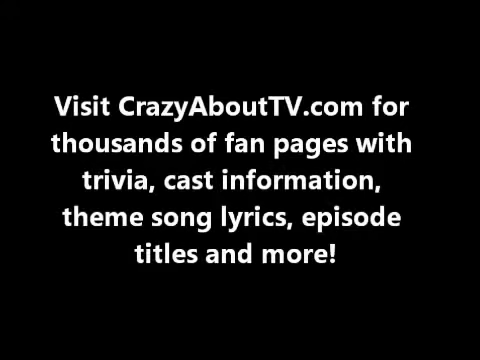 Visit CrazyAboutTV.com for
thousands of fan pages with
trivia, cast information,
theme song lyrics, episode
titles and more!